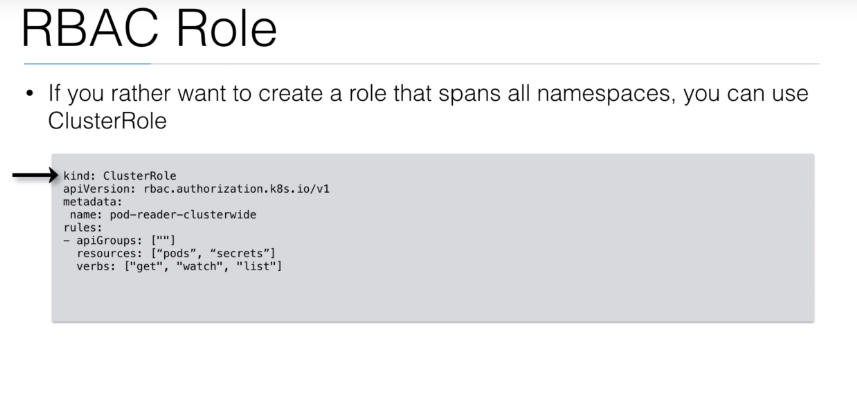 RBAC Role
• If you rather want to create a role that spans all namespaces, you can use
ClusterRole
kind: ClusterRole
apiVersion: rbac.authorization.k8s.io/v1
metadata:
 name: pod-reader-clusterwide
rules:
- apiGroups: [""]
  resources: [“pods”, “secrets”]
  verbs: ["get", "watch", "list"]